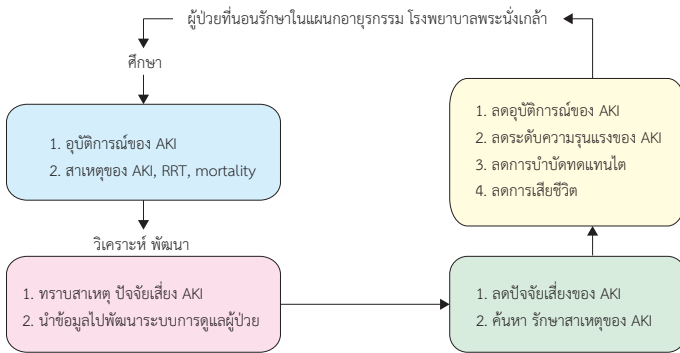 ผู้ป่วยที่นอนรักษาในแผนกอายุรกรรม โรงพยาบาลพระนั่งเกล้า
ศึกษา
1. อุบัติการณ์ของ AKI
2. สาเหตุของ AKI, RRT, mortality
วิเคราะห์ พัฒนา
1. ทราบสาเหตุ ปัจจัยเสี่ยง AKI
2. นำข้อมูลไปพัฒนาระบบการดูแลผู้ป่วย
1. ลดปัจจัยเสี่ยงของ AKI
2. ค้นหา รักษาสาเหตุของ AKI
1. ลดอุบัติการณ์ของ AKI
2. ลดระดับความรุนแรงของ AKI
3. ลดการบำบัดทดแทนไต
4. ลดการเสียชีวิต